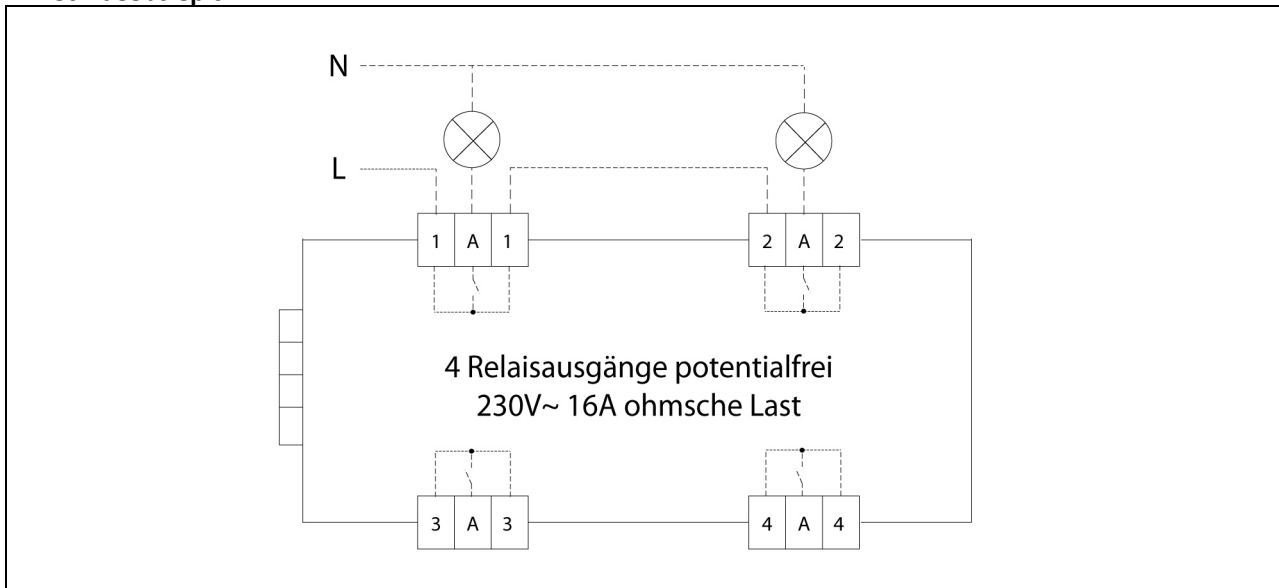 N
L
1 A 1
2 A 2
4 Relaisausgänge potentialfrei
230V~ 16A ohmsche Last
3 A 3
4 A 4